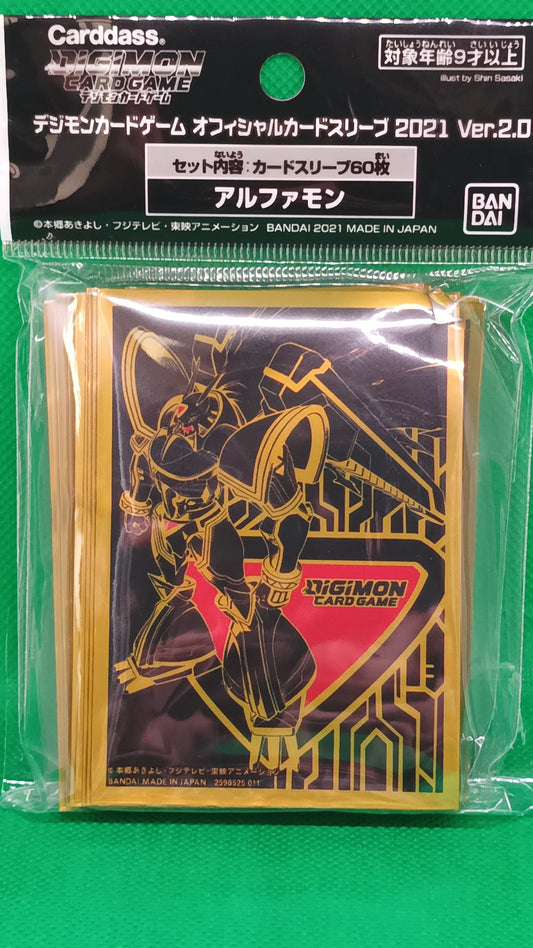 Carddass®
DIGIMON
CARD GAME
デジモンカードゲーム
たいしょうねんれい さい いじょう
対象年齢9才以上
Illust by Shin Sasaki
デジモンカードゲーム オフィシャルカードスリーブ 2021 Ver.2.0
ないよう まい
セット内容:カードスリーブ60枚
アルファモン
BAN
DAI
©本郷あきよし・フジテレビ・東映アニメーション BANDAI 2021 MADE IN JAPAN
DIGIMON
CARD GAME
© 本郷あきよし・フジテレビ・東映アニメーション
BANDAI MADE IN JAPAN 2598525 011